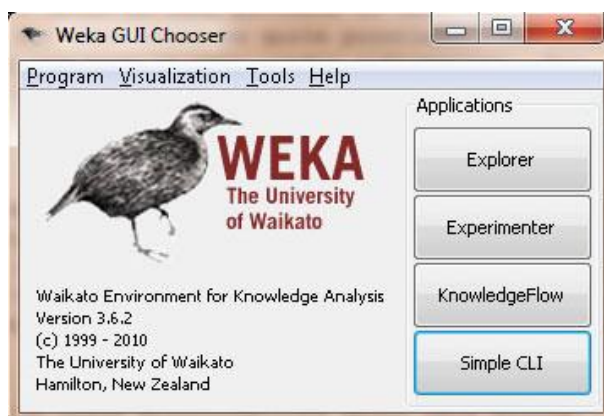 Weka GUI Chooser
Program Visualization Tools Help
WEKA
The University
of Waikato
Waikato Environment for Knowledge Analysis
Version 3.6.2
(c) 1999 - 2010
The University of Waikato
Hamilton, New Zealand
Applications
Explorer
Experimenter
KnowledgeFlow
Simple CLI